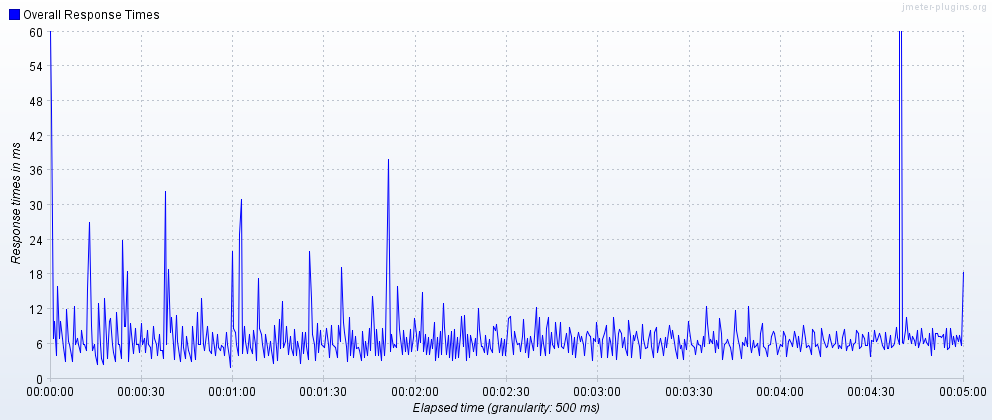 jmeter-plugins.org
Overall Response Times
60
54
48
42
36
30
24
18
12
6
0
Response times in ms
00:00:00 00:00:30 00:01:00 00:01:30 00:02:00 00:02:30 00:03:00 00:03:30 00:04:00 00:04:30 00:05:00
Elapsed time (granularity: 500 ms)